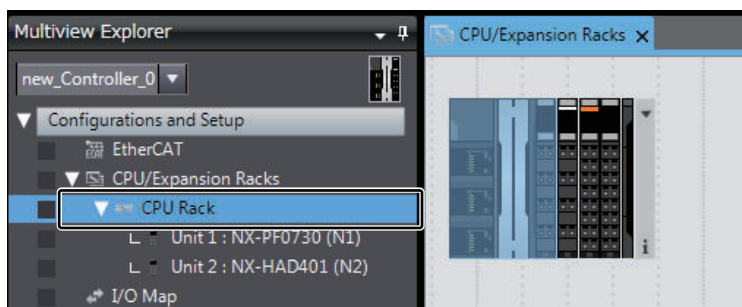 Multiview Explorer
CPU/Expansion Racks
new_Controller_0
Configurations and Setup
EtherCAT
CPU/Expansion Racks
CPU Rack
Unit 1 : NX-PF0730 (N1)
Unit 2 : NX-HAD401 (N2)
I/O Map